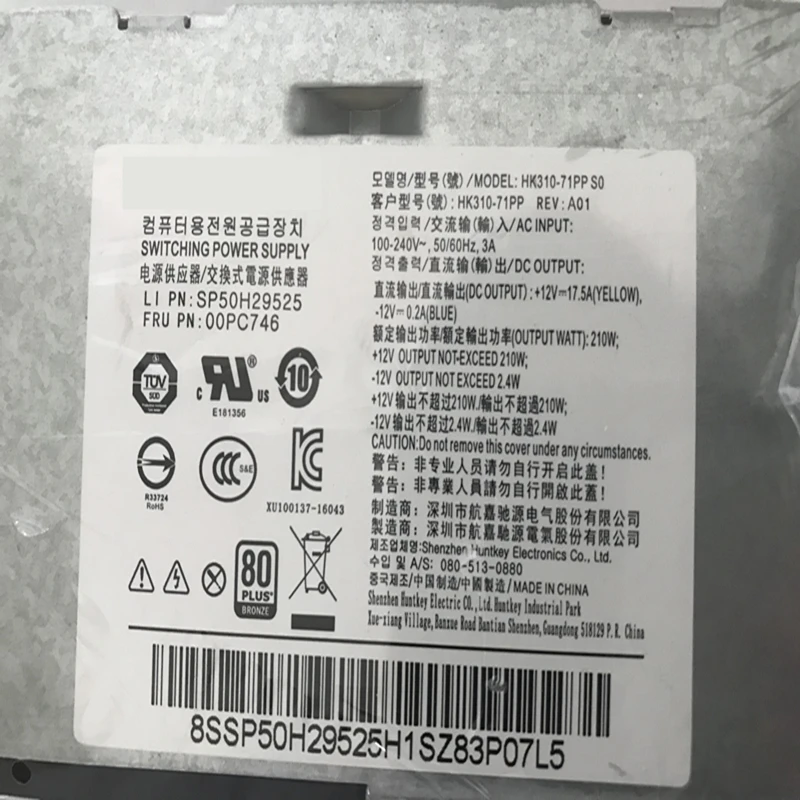 컴퓨터용전원공급장치
SWITCHING POWER SUPPLY
电源供应器/交換式電源供應器
LI PN:SP50H29525
FRU PN:00PC746
TÜV
SÜD
c RU ® US
E181356
10
R33724
RoHS
CCC S&E
KC
XU100137-16043
80
PLUS®
BRONZE
모델명/型号(號)/MODEL: HK310-71PP S0
客户型号(號): HK310-71PP REV: A01
정격입력/交流输(輸)入/AC INPUT:
100-240V~, 50/60Hz, 3A
정격출력/直流输(輸)出/DC OUTPUT:
直流输出/直流輸出(DC OUTPUT): +12V⎓17.5A(YELLOW),
-12V⎓0.2A(BLUE)
额定输出功率/額定輸出功率(OUTPUT WATT): 210W;
+12V OUTPUT NOT-EXCEED 210W;
-12V OUTPUT NOT EXCEED 2.4W
+12V输出不超过210W./輸出不超過210W;
-12V输出不超过2.4W./輸出不超過2.4W
CAUTION:Do not remove this cover under any circumstances.
警告: 非专业人员请勿自行开启此盖!
警告: 非專業人員請勿自行開啟此蓋!
制造商: 深圳市航嘉驰源电气股份有限公司
製造商: 深圳市航嘉馳源電氣股份有限公司
제조업체명:Shenzhen Huntkey Electronics Co., Ltd.
수입 및 A/S: 080-513-0880
중국제조/中国制造/中國製造/MADE IN CHINA
Shenzhen Huntkey Electric CO., Ltd. Huntkey Industrial Park
Xue-xiang Village, Banxue Road Bantian Shenzhen, Guangdong 518129 P. R. China
8SSP50H29525H1SZ83P07L5